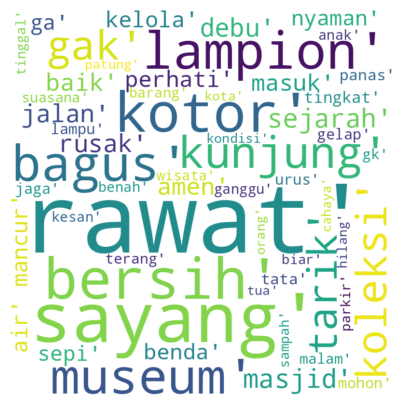 ga'
kelola'
debu'
nyaman'
tinggal'
gak'
lampion'
anak'
patung'
baik'
perhati'
masuk'
panas'
suasana'
barang'
kota'
tingkat'
jalan'
kotor'
sejarah'
lampu'
rusak'
kondisi'
gelap'
gk'
bagus'
kunjung'
jaga'
benah'
wisata'
amen'
ganggu'
urus'
mancur'
rawat'
tarik'
cahaya'
koleksi'
kesan'
orang'
terang'
bersih'
biar'
hilang'
parkir'
air'
sayang'
tata'
tua'
sepi'
benda'
sampah'
malam'
mohon'
museum'
masjid'